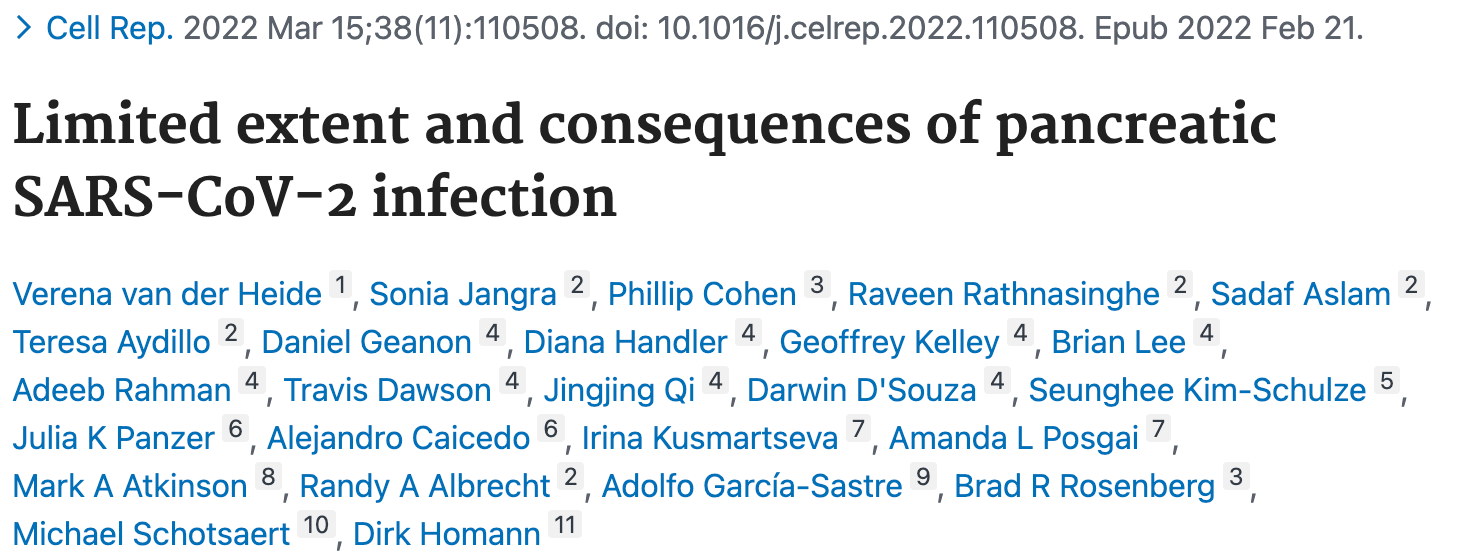 > Cell Rep. 2022 Mar 15;38(11):110508. doi: 10.1016/j.celrep.2022.110508. Epub 2022 Feb 21.
Limited extent and consequences of pancreatic
SARS-CoV-2 infection
Verena van der Heide 1, Sonia Jangra 2, Phillip Cohen 3, Raveen Rathnasinghe 2, Sadaf Aslam 2,
Teresa Aydillo 2, Daniel Geanon 4, Diana Handler 4, Geoffrey Kelley 4, Brian Lee 4,
Adeeb Rahman 4, Travis Dawson 4, Jingjing Qi 4, Darwin D'Souza 4, Seunghee Kim-Schulze 5,
Julia K Panzer 6, Alejandro Caicedo 6, Irina Kusmartseva 7, Amanda L Posgai 7,
Mark A Atkinson 8, Randy A Albrecht 2, Adolfo García-Sastre 9, Brad R Rosenberg 3,
Michael Schotsaert 10, Dirk Homann 11